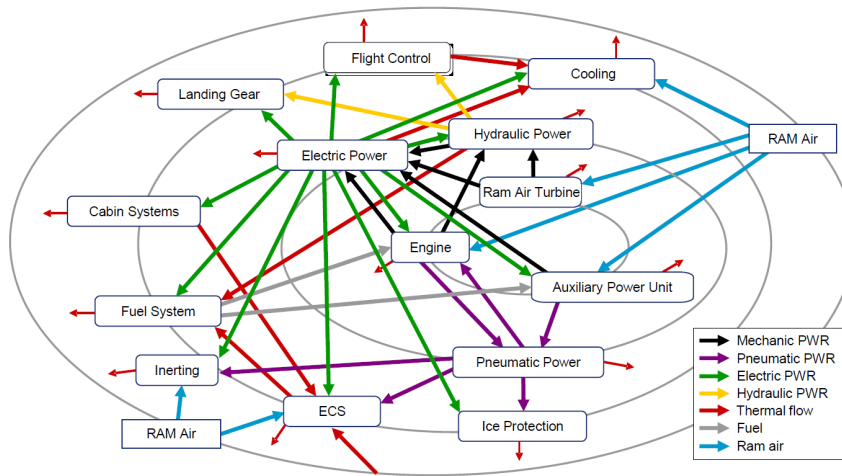 Flight Control
Cooling
Landing Gear
Hydraulic Power
RAM Air
Electric Power
Ram Air Turbine
Cabin Systems
Engine
Auxiliary Power Unit
Fuel System
Mechanic PWR
Pneumatic PWR
Electric PWR
Hydraulic PWR
Thermal flow
Fuel
Ram air
Inerting
Pneumatic Power
ECS
Ice Protection
RAM Air